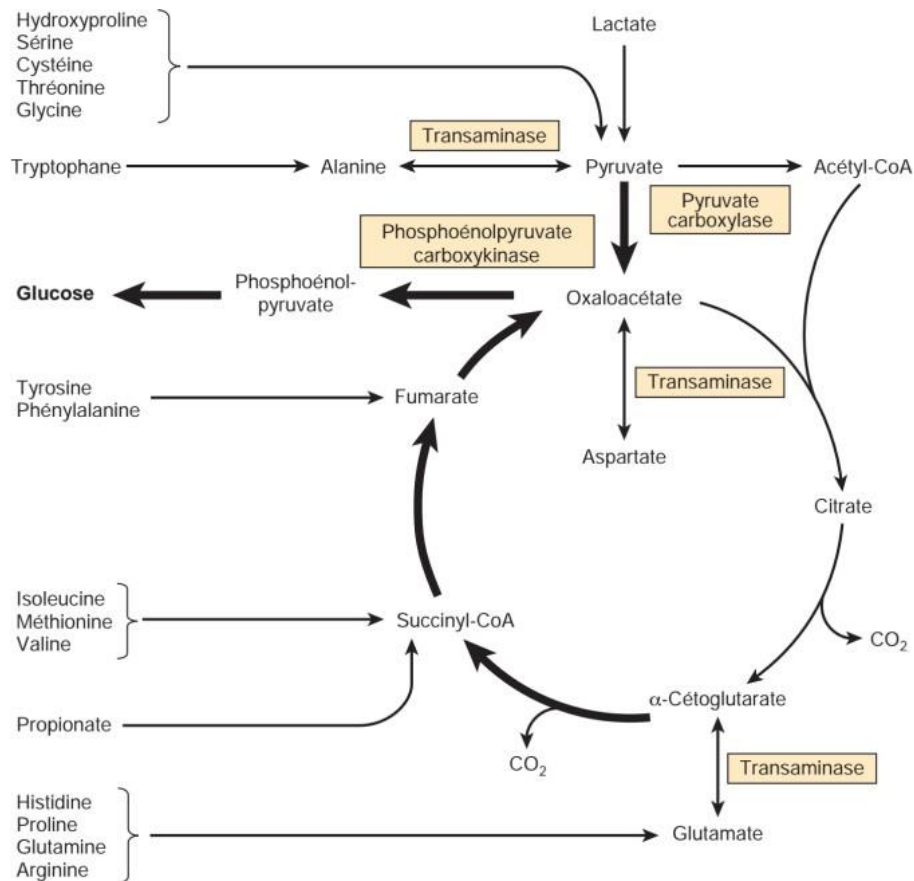 Hydroxyproline
Sérine
Cystéine
Thréonine
Glycine
Lactate
Transaminase
Tryptophane
Alanine
Pyruvate
Acétyl-CoA
Pyruvate
carboxylase
Phosphoénolpyruvate
carboxykinase
Glucose
Phosphoénol-
pyruvate
Oxaloacétate
Tyrosine
Phénylalanine
Fumarate
Transaminase
Aspartate
Citrate
Isoleucine
Méthionine
Valine
Succinyl-CoA
CO₂
Propionate
α-Cétoglutarate
CO₂
Transaminase
Histidine
Proline
Glutamine
Arginine
Glutamate